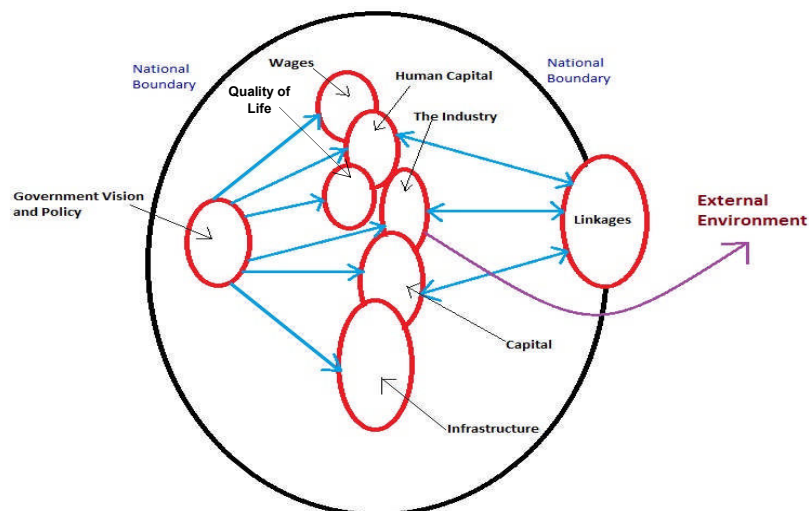 Wages
National
Boundary
Human Capital
National
Boundary
Quality of
Life
The Industry
Government Vision
and Policy
External
Environment
Linkages
Capital
Infrastructure